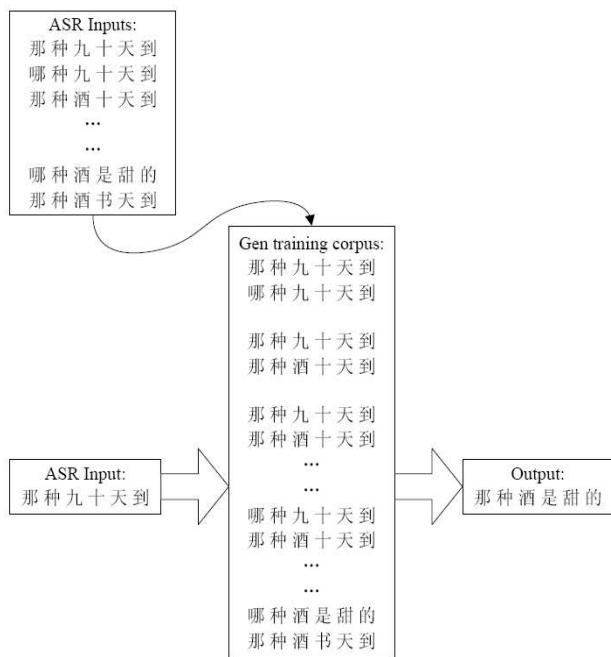 ASR Inputs:
那种九十天到
哪种九十天到
那种酒十天到
...
...
哪种酒是甜的
那种酒书天到
Gen training corpus:
那种九十天到
哪种九十天到
那种九十天到
那种酒十天到
那种九十天到
那种酒十天到
...
...
哪种九十天到
那种酒十天到
...
...
哪种酒是甜的
那种酒书天到
ASR Input:
那种九十天到
Output:
那种酒是甜的